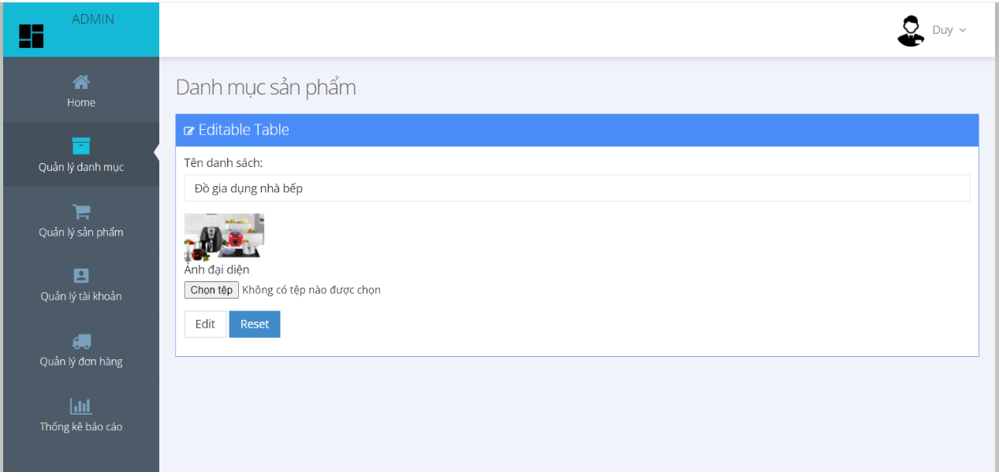 ADMIN
Duy
Home
Quản lý danh mục
Quản lý sản phẩm
Quản lý tài khoản
Quản lý đơn hàng
Thống kê báo cáo
Danh mục sản phẩm
Editable Table
Tên danh sách:
Đồ gia dụng nhà bếp
Ảnh đại diện
Chọn tệp Không có tệp nào được chọn
Edit Reset